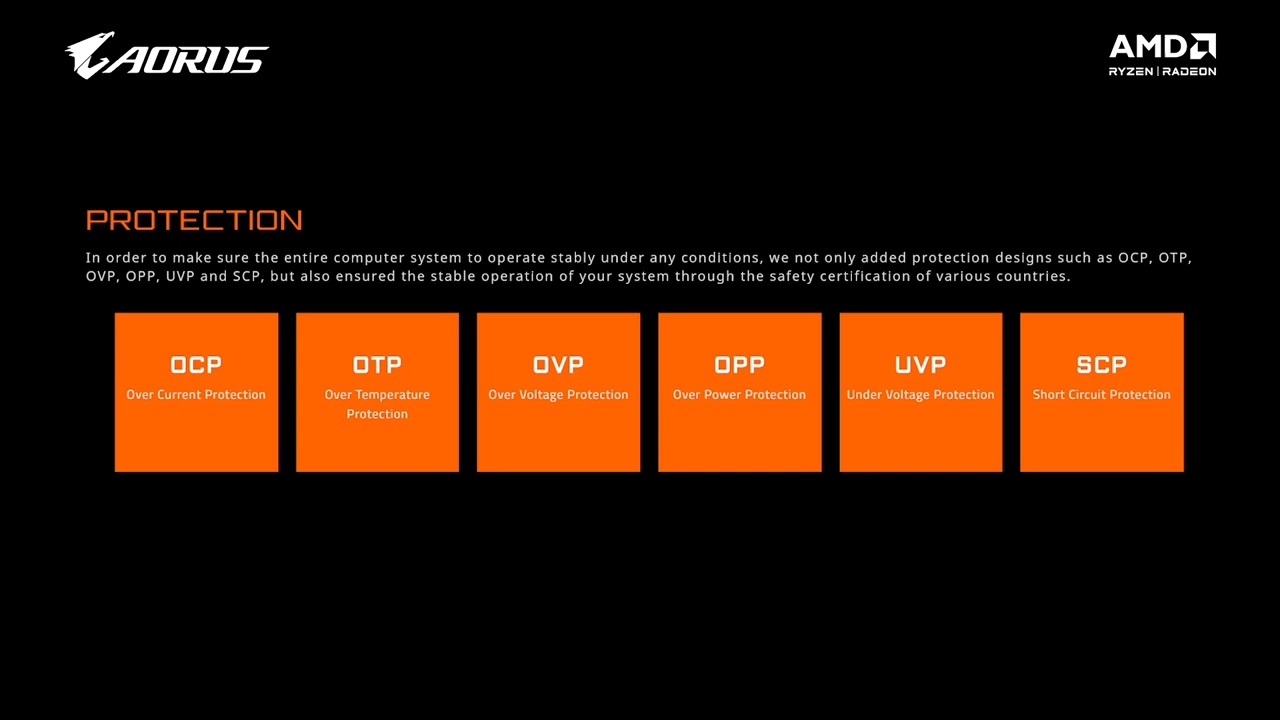 AORUS
AMD
RYZEN | RADEON
PROTECTION
In order to make sure the entire computer system to operate stably under any conditions, we not only added protection designs such as OCP, OTP,
OVP, OPP, UVP and SCP, but also ensured the stable operation of your system through the safety certification of various countries.
OCP
Over Current Protection
OTP
Over Temperature
Protection
OVP
Over Voltage Protection
OPP
Over Power Protection
UVP
Under Voltage Protection
SCP
Short Circuit Protection